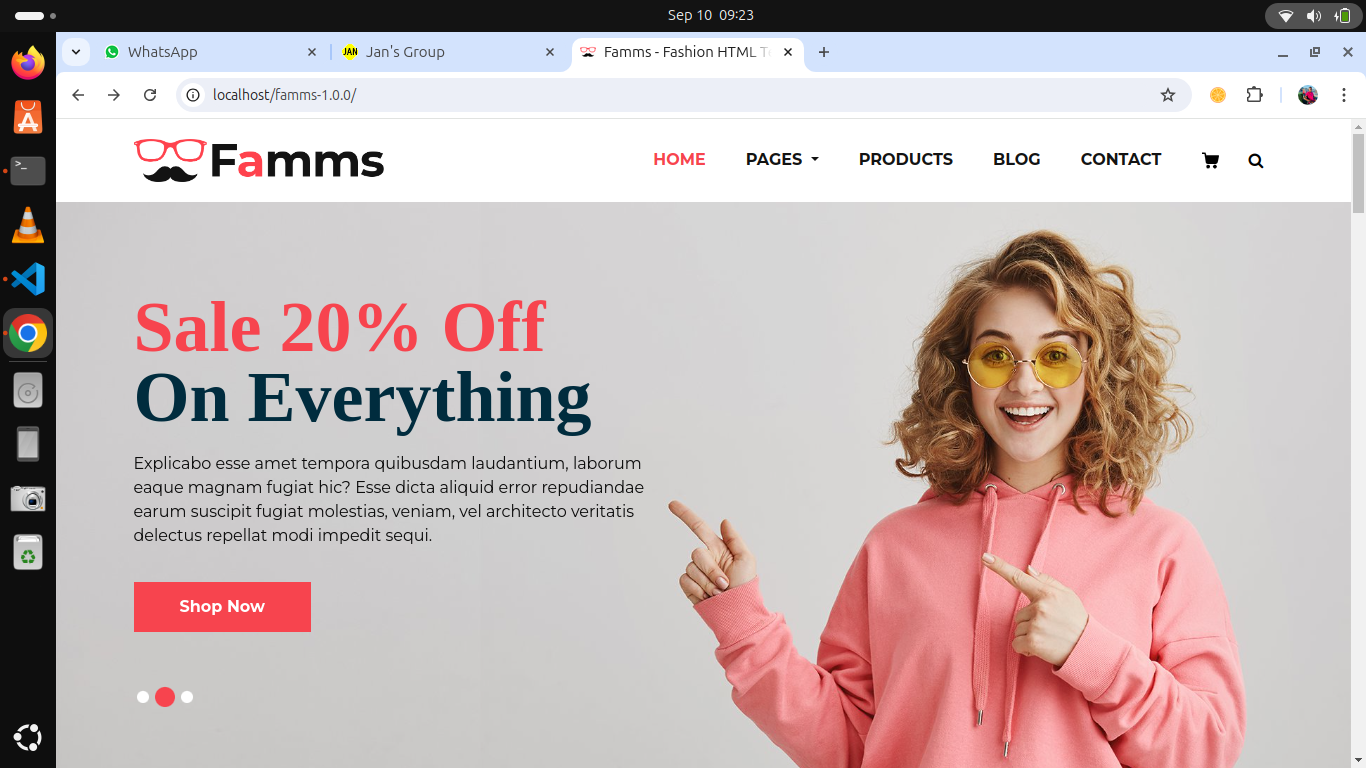 Sep 10 09:23
WhatsApp
Jan's Group
Famms - Fashion HTML T
localhost/famms-1.0.0/
Famms
HOME
PAGES
PRODUCTS
BLOG
CONTACT
Sale 20% Off
On Everything
Explicabo esse amet tempora quibusdam laudantium, laborum
eaque magnam fugiat hic? Esse dicta aliquid error repudiandae
earum suscipit fugiat molestias, veniam, vel architecto veritatis
delectus repellat modi impedit sequi.
Shop Now